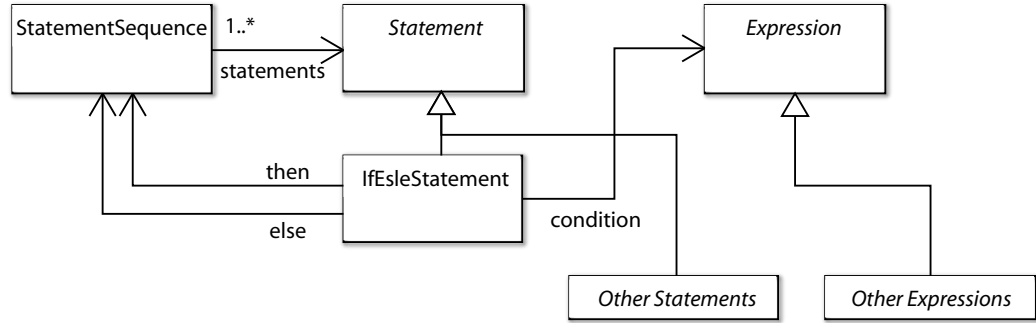 StatementSequence
1..*
statements
Statement
Expression
then
else
IfEsleStatement
condition
Other Statements
Other Expressions